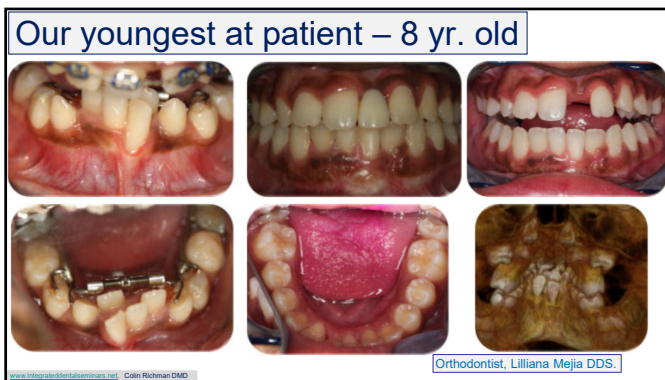 Our youngest at patient – 8 yr. old
Orthodontist, Lilliana Mejia DDS.
www.integrateddentalseminars.net. Colin Richman DMD